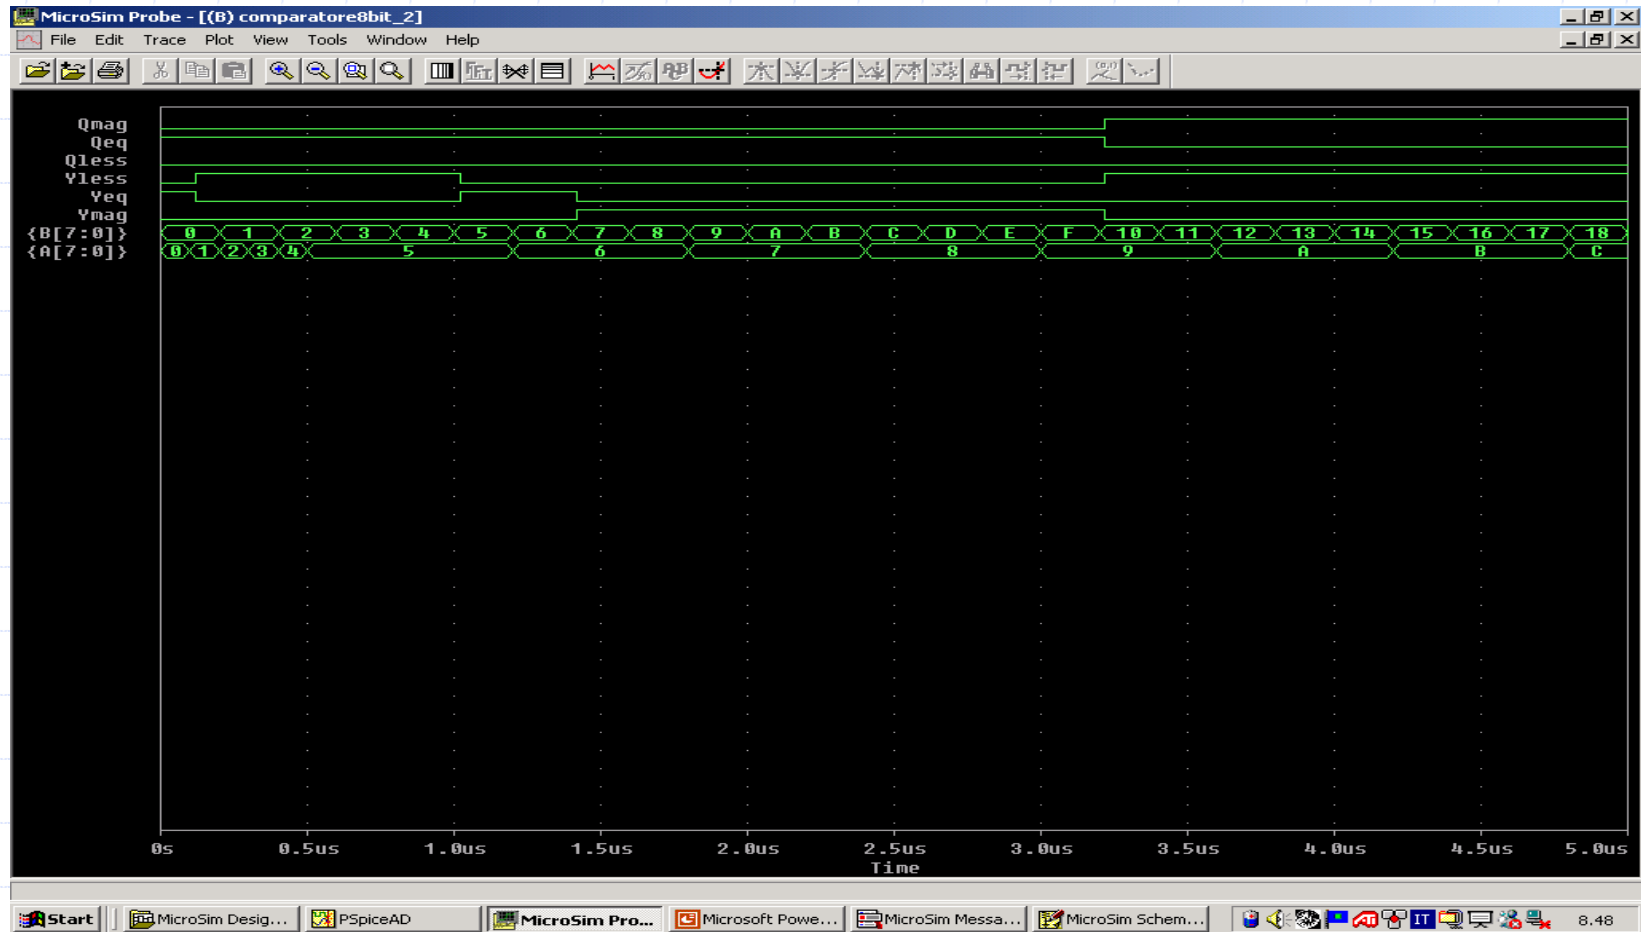 MicroSim Probe - [(B) comparatore8bit_2]
File Edit Trace Plot View Tools Window Help
Qmag
Qeq
Qless
Yless
Yeq
Ymag
{B[7:0]} 0 1 2 3 4 5 6 7 8 9 A B C D E F 10 11 12 13 14 15 16 17 18
{A[7:0]} 0 1 2 3 4 5 6 7 8 9 A B C
0s 0.5us 1.0us 1.5us 2.0us 2.5us 3.0us 3.5us 4.0us 4.5us 5.0us
Time
Start MicroSim Desig... PSpiceAD MicroSim Pro... Microsoft Powe... MicroSim Messa... MicroSim Schem... IT 8.48